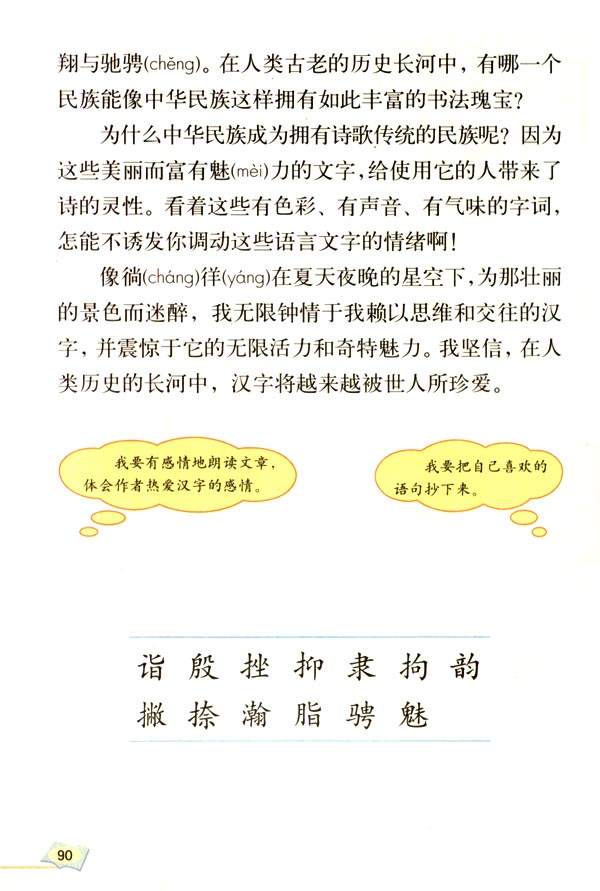 翔与驰骋(chěng)。在人类古老的历史长河中，有哪一个
民族能像中华民族这样拥有如此丰富的书法瑰宝？
为什么中华民族成为拥有诗歌传统的民族呢？因为
这些美丽而富有魅(mèi)力的文字，给使用它的人带来了
诗的灵性。看着这些有色彩、有声音、有气味的字词，
怎能不诱发你调动这些语言文字的情绪啊！
像徜(cháng)徉(yáng)在夏天夜晚的星空下，为那壮丽
的景色而迷醉，我无限钟情于我赖以思维和交往的汉
字，并震惊于它的无限活力和奇特魅力。我坚信，在人
类历史的长河中，汉字将越来越被世人所珍爱。
我要有感情地朗读文章，
体会作者热爱汉字的感情。
我要把自己喜欢的
语句抄下来。
诣 殷 挫 抑 隶 拘 韵
撇 捺 瀚 脂 骋 魅
90